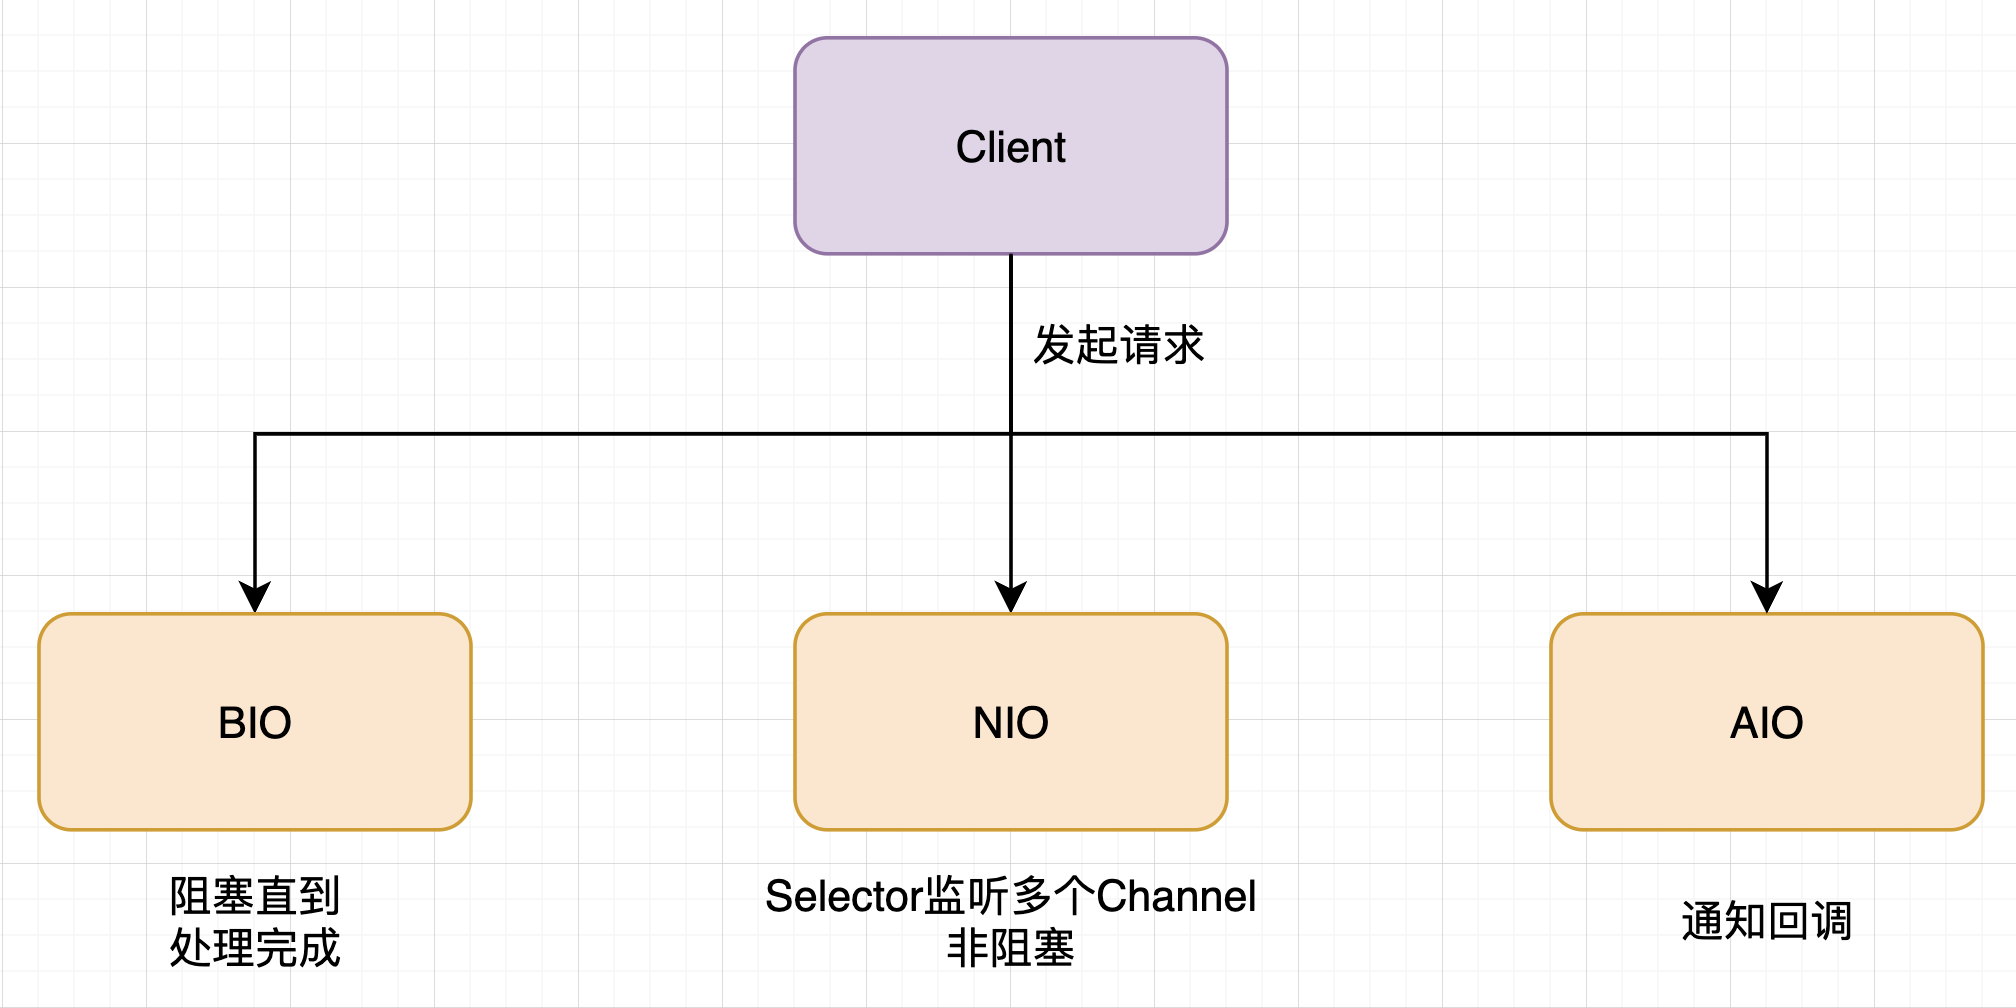 Client
发起请求
BIO
NIO
AIO
阻塞直到
处理完成
Selector监听多个Channel
非阻塞
通知回调